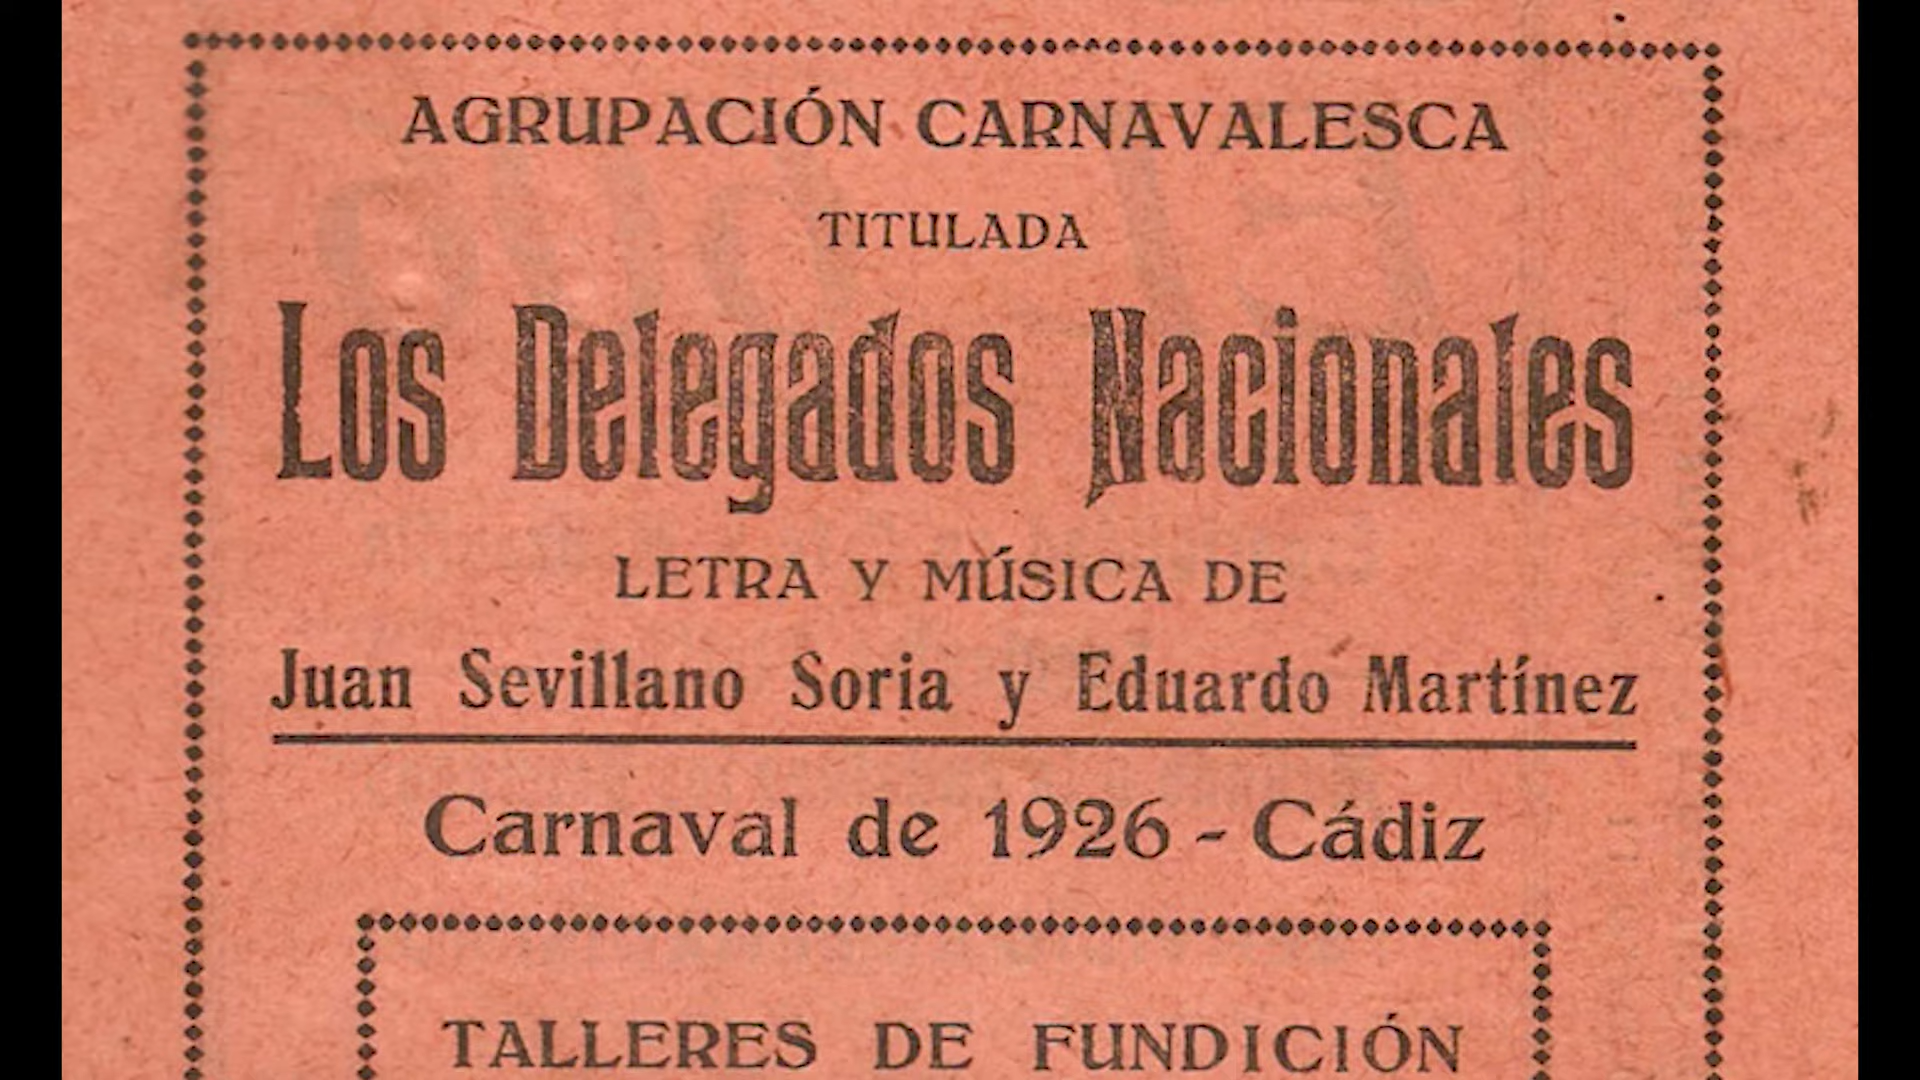 AGRUPACIÓN CARNAVALESCA
TITULADA
Los Delegados Nacionales
LETRA Y MÚSICA DE
Juan Sevillano Soria y Eduardo Martínez
Carnaval de 1926 - Cádiz
TALLERES DE FUNDICIÓN